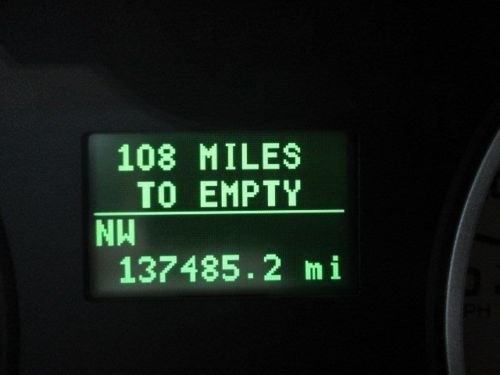 108 MILES
TO EMPTY
NW
137485.2 mi